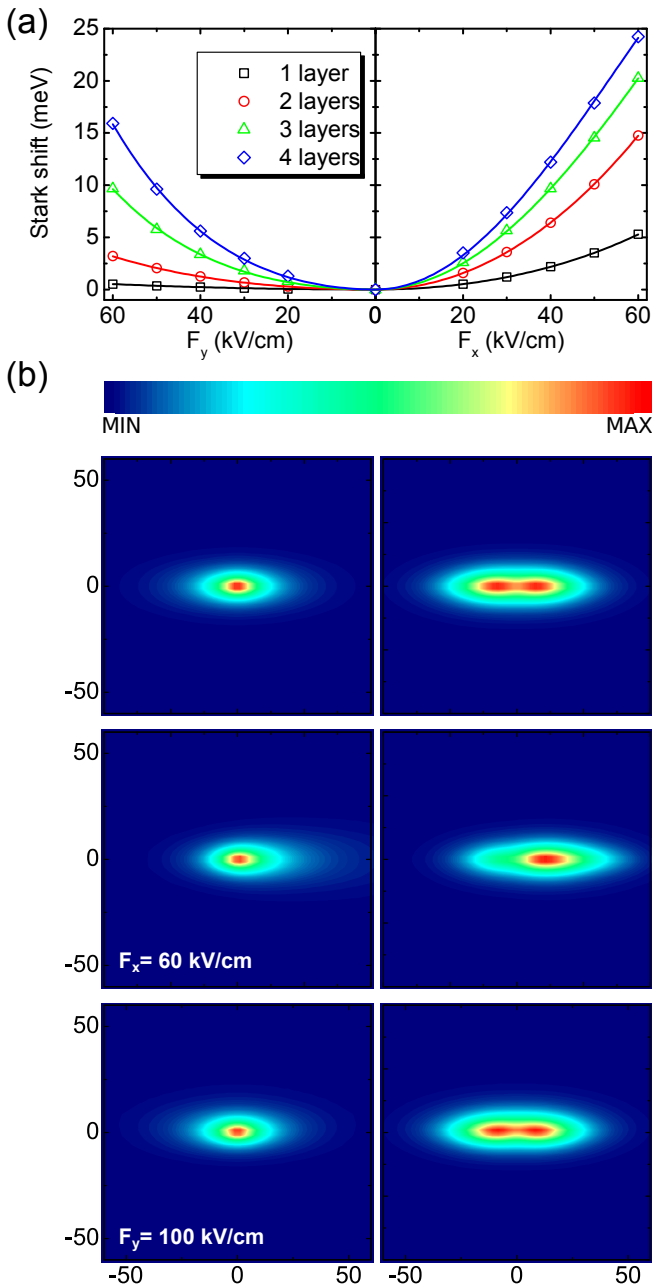 (a)
25
20
15
10
5
0
Stark shift (meV)
1 layer
2 layers
3 layers
4 layers
60 40 20 0 20 40 60
F_y (kV/cm) F_x (kV/cm)
(b)
MIN MAX
50
0
-50
50
0
-50
F_x= 60 kV/cm
50
0
-50
F_y= 100 kV/cm
-50 0 50 -50 0 50